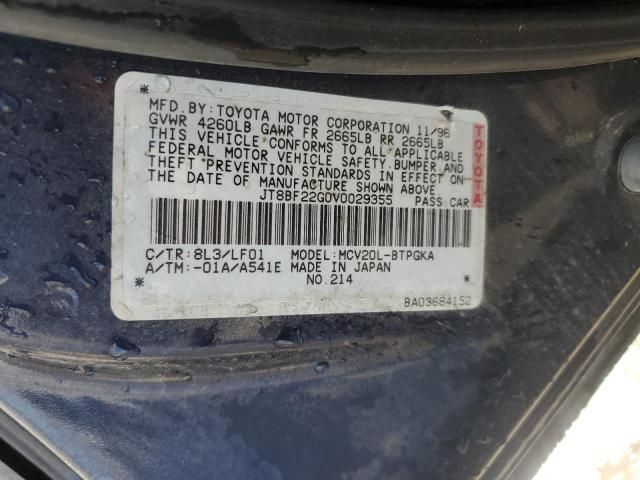 MFD.BY:TOYOTA MOTOR CORPORATION 11/96
GVWR 4260LB GAWR FR 2665LB RR 2665LB
THIS VEHICLE CONFORMS TO ALL APPLICABLE
FEDERAL MOTOR VEHICLE SAFETY,BUMPER,AND
THEFT PREVENTION STANDARDS IN EFFECT ON
THE DATE OF MANUFACTURE SHOWN ABOVE
JT8BF22G0V0029355 PASS.CAR
TOYOTA
C/TR:8L3/LF01 MODEL:MCV20L-BTPGKA
A/TM:-01A/A541E MADE IN JAPAN
NO.214
BA03684152